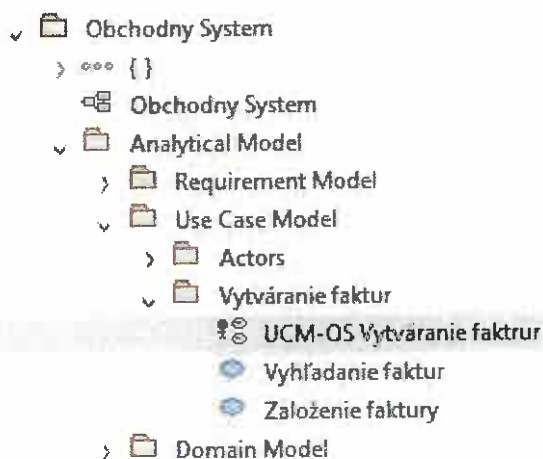 Obchodny System
{ }
Obchodny System
Analytical Model
Requirement Model
Use Case Model
Actors
Vytváranie faktur
UCM-OS Vytváranie faktrur
Vyhľadanie faktur
Založenie faktury
Domain Model